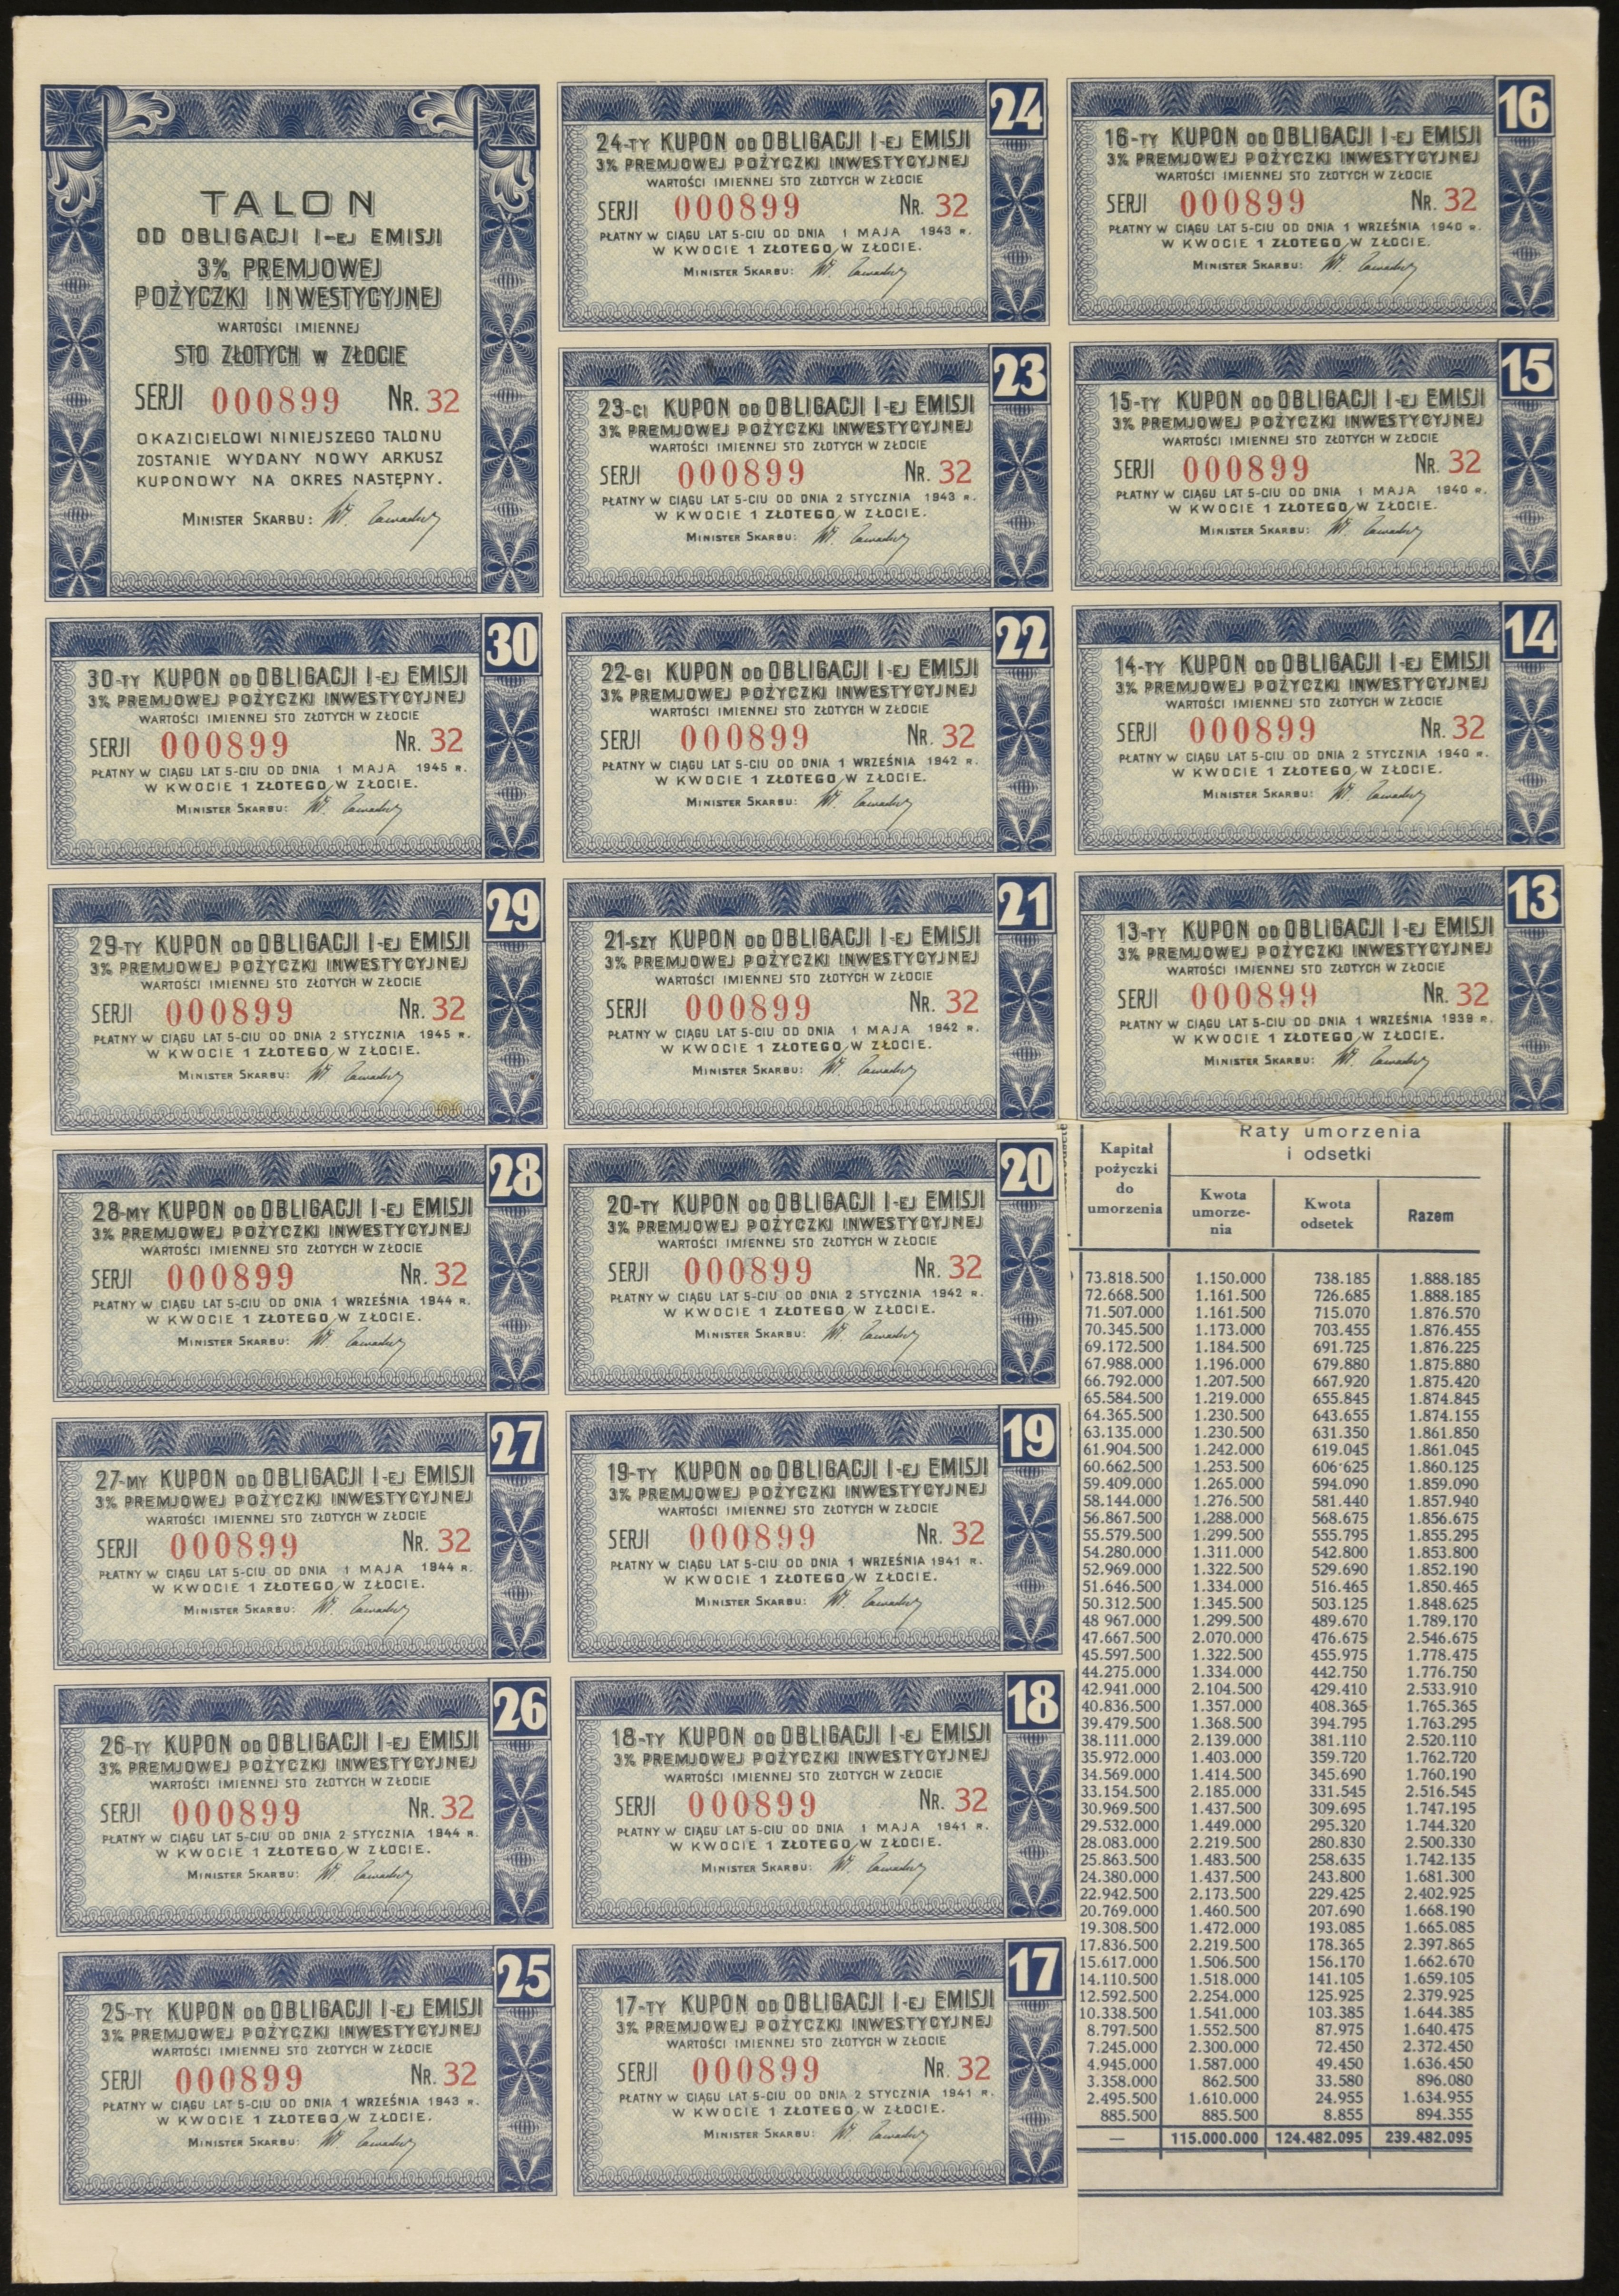 TALON
OD OBLIGACJI I-EJ EMISJI
3% PREMJOWEJ
POŻYCZKI INWESTYCYJNEJ
WARTOŚCI IMIENNEJ
STO ZŁOTYCH W ZŁOCIE
SERJI 000899 NR. 32
OKAZICIELOWI NINIEJSZEGO TALONU
ZOSTANIE WYDANY NOWY ARKUSZ
KUPONOWY NA OKRES NASTĘPNY.
MINISTER SKARBU:
30
30-TY KUPON OD OBLIGACJI I-EJ EMISJI
3% PREMJOWEJ POŻYCZKI INWESTYCYJNEJ
WARTOŚCI IMIENNEJ STO ZŁOTYCH W ZŁOCIE
SERJI 000899 NR. 32
PŁATNY W CIĄGU LAT 5-CIU OD DNIA 1 MAJA 1945 R.
W KWOCIE 1 ZŁOTEGO W ZŁOCIE.
MINISTER SKARBU:
29
29-TY KUPON OD OBLIGACJI I-EJ EMISJI
3% PREMJOWEJ POŻYCZKI INWESTYCYJNEJ
WARTOŚCI IMIENNEJ STO ZŁOTYCH W ZŁOCIE
SERJI 000899 NR. 32
PŁATNY W CIĄGU LAT 5-CIU OD DNIA 2 STYCZNIA 1945 R.
W KWOCIE 1 ZŁOTEGO W ZŁOCIE.
MINISTER SKARBU:
28
28-MY KUPON OD OBLIGACJI I-EJ EMISJI
3% PREMJOWEJ POŻYCZKI INWESTYCYJNEJ
WARTOŚCI IMIENNEJ STO ZŁOTYCH W ZŁOCIE
SERJI 000899 NR. 32
PŁATNY W CIĄGU LAT 5-CIU OD DNIA 1 WRZEŚNIA 1944 R.
W KWOCIE 1 ZŁOTEGO W ZŁOCIE.
MINISTER SKARBU:
27
27-MY KUPON OD OBLIGACJI I-EJ EMISJI
3% PREMJOWEJ POŻYCZKI INWESTYCYJNEJ
WARTOŚCI IMIENNEJ STO ZŁOTYCH W ZŁOCIE
SERJI 000899 NR. 32
PŁATNY W CIĄGU LAT 5-CIU OD DNIA 1 MAJA 1944 R.
W KWOCIE 1 ZŁOTEGO W ZŁOCIE.
MINISTER SKARBU:
26
26-TY KUPON OD OBLIGACJI I-EJ EMISJI
3% PREMJOWEJ POŻYCZKI INWESTYCYJNEJ
WARTOŚCI IMIENNEJ STO ZŁOTYCH W ZŁOCIE
SERJI 000899 NR. 32
PŁATNY W CIĄGU LAT 5-CIU OD DNIA 2 STYCZNIA 1944 R.
W KWOCIE 1 ZŁOTEGO W ZŁOCIE.
MINISTER SKARBU:
25
25-TY KUPON OD OBLIGACJI I-EJ EMISJI
3% PREMJOWEJ POŻYCZKI INWESTYCYJNEJ
WARTOŚCI IMIENNEJ STO ZŁOTYCH W ZŁOCIE
SERJI 000899 NR. 32
PŁATNY W CIĄGU LAT 5-CIU OD DNIA 1 WRZEŚNIA 1943 R.
W KWOCIE 1 ZŁOTEGO W ZŁOCIE.
MINISTER SKARBU:
24
24-TY KUPON OD OBLIGACJI I-EJ EMISJI
3% PREMJOWEJ POŻYCZKI INWESTYCYJNEJ
WARTOŚCI IMIENNEJ STO ZŁOTYCH W ZŁOCIE
SERJI 000899 NR. 32
PŁATNY W CIĄGU LAT 5-CIU OD DNIA 1 MAJA 1943 R.
W KWOCIE 1 ZŁOTEGO W ZŁOCIE.
MINISTER SKARBU:
23
23-CI KUPON OD OBLIGACJI I-EJ EMISJI
3% PREMJOWEJ POŻYCZKI INWESTYCYJNEJ
WARTOŚCI IMIENNEJ STO ZŁOTYCH W ZŁOCIE
SERJI 000899 NR. 32
PŁATNY W CIĄGU LAT 5-CIU OD DNIA 2 STYCZNIA 1943 R.
W KWOCIE 1 ZŁOTEGO W ZŁOCIE.
MINISTER SKARBU:
22
22-GI KUPON OD OBLIGACJI I-EJ EMISJI
3% PREMJOWEJ POŻYCZKI INWESTYCYJNEJ
WARTOŚCI IMIENNEJ STO ZŁOTYCH W ZŁOCIE
SERJI 000899 NR. 32
PŁATNY W CIĄGU LAT 5-CIU OD DNIA 1 WRZEŚNIA 1942 R.
W KWOCIE 1 ZŁOTEGO W ZŁOCIE.
MINISTER SKARBU:
21
21-SZY KUPON OD OBLIGACJI I-EJ EMISJI
3% PREMJOWEJ POŻYCZKI INWESTYCYJNEJ
WARTOŚCI IMIENNEJ STO ZŁOTYCH W ZŁOCIE
SERJI 000899 NR. 32
PŁATNY W CIĄGU LAT 5-CIU OD DNIA 1 MAJA 1942 R.
W KWOCIE 1 ZŁOTEGO W ZŁOCIE.
MINISTER SKARBU:
20
20-TY KUPON OD OBLIGACJI I-EJ EMISJI
3% PREMJOWEJ POŻYCZKI INWESTYCYJNEJ
WARTOŚCI IMIENNEJ STO ZŁOTYCH W ZŁOCIE
SERJI 000899 NR. 32
PŁATNY W CIĄGU LAT 5-CIU OD DNIA 2 STYCZNIA 1942 R.
W KWOCIE 1 ZŁOTEGO W ZŁOCIE.
MINISTER SKARBU:
19
19-TY KUPON OD OBLIGACJI I-EJ EMISJI
3% PREMJOWEJ POŻYCZKI INWESTYCYJNEJ
WARTOŚCI IMIENNEJ STO ZŁOTYCH W ZŁOCIE
SERJI 000899 NR. 32
PŁATNY W CIĄGU LAT 5-CIU OD DNIA 1 WRZEŚNIA 1941 R.
W KWOCIE 1 ZŁOTEGO W ZŁOCIE.
MINISTER SKARBU:
18
18-TY KUPON OD OBLIGACJI I-EJ EMISJI
3% PREMJOWEJ POŻYCZKI INWESTYCYJNEJ
WARTOŚCI IMIENNEJ STO ZŁOTYCH W ZŁOCIE
SERJI 000899 NR. 32
PŁATNY W CIĄGU LAT 5-CIU OD DNIA 1 MAJA 1941 R.
W KWOCIE 1 ZŁOTEGO W ZŁOCIE.
MINISTER SKARBU:
17
17-TY KUPON OD OBLIGACJI I-EJ EMISJI
3% PREMJOWEJ POŻYCZKI INWESTYCYJNEJ
WARTOŚCI IMIENNEJ STO ZŁOTYCH W ZŁOCIE
SERJI 000899 NR. 32
PŁATNY W CIĄGU LAT 5-CIU OD DNIA 2 STYCZNIA 1941 R.
W KWOCIE 1 ZŁOTEGO W ZŁOCIE.
MINISTER SKARBU:
16
16-TY KUPON OD OBLIGACJI I-EJ EMISJI
3% PREMJOWEJ POŻYCZKI INWESTYCYJNEJ
WARTOŚCI IMIENNEJ STO ZŁOTYCH W ZŁOCIE
SERJI 000899 NR. 32
PŁATNY W CIĄGU LAT 5-CIU OD DNIA 1 WRZEŚNIA 1940 R.
W KWOCIE 1 ZŁOTEGO W ZŁOCIE.
MINISTER SKARBU:
15
15-TY KUPON OD OBLIGACJI I-EJ EMISJI
3% PREMJOWEJ POŻYCZKI INWESTYCYJNEJ
WARTOŚCI IMIENNEJ STO ZŁOTYCH W ZŁOCIE
SERJI 000899 NR. 32
PŁATNY W CIĄGU LAT 5-CIU OD DNIA 1 MAJA 1940 R.
W KWOCIE 1 ZŁOTEGO W ZŁOCIE.
MINISTER SKARBU:
14
14-TY KUPON OD OBLIGACJI I-EJ EMISJI
3% PREMJOWEJ POŻYCZKI INWESTYCYJNEJ
WARTOŚCI IMIENNEJ STO ZŁOTYCH W ZŁOCIE
SERJI 000899 NR. 32
PŁATNY W CIĄGU LAT 5-CIU OD DNIA 2 STYCZNIA 1940 R.
W KWOCIE 1 ZŁOTEGO W ZŁOCIE.
MINISTER SKARBU:
13
13-TY KUPON OD OBLIGACJI I-EJ EMISJI
3% PREMJOWEJ POŻYCZKI INWESTYCYJNEJ
WARTOŚCI IMIENNEJ STO ZŁOTYCH W ZŁOCIE
SERJI 000899 NR. 32
PŁATNY W CIĄGU LAT 5-CIU OD DNIA 1 WRZEŚNIA 1939 R.
W KWOCIE 1 ZŁOTEGO W ZŁOCIE.
MINISTER SKARBU:
Kapitał
pożyczki
do
umorzenia
Raty umorzenia
i odsetki
Kwota
umorze-
nia
Kwota
odsetek
Razem
73.818.500 1.150.000 738.185 1.888.185
72.668.500 1.161.500 726.685 1.888.185
71.507.000 1.161.500 715.070 1.876.570
70.345.500 1.173.000 703.455 1.876.455
69.172.500 1.184.500 691.725 1.876.225
67.988.000 1.196.000 679.880 1.875.880
66.792.000 1.207.500 667.920 1.875.420
65.584.500 1.219.000 655.845 1.874.845
64.365.500 1.230.500 643.655 1.874.155
63.135.000 1.230.500 631.350 1.861.850
61.904.500 1.242.000 619.045 1.861.045
60.662.500 1.253.500 606·625 1.860.125
59.409.000 1.265.000 594.090 1.859.090
58.144.000 1.276.500 581.440 1.857.940
56.867.500 1.288.000 568.675 1.856.675
55.579.500 1.299.500 555.795 1.855.295
54.280.000 1.311.000 542.800 1.853.800
52.969.000 1.322.500 529.690 1.852.190
51.646.500 1.334.000 516.465 1.850.465
50.312.500 1.345.500 503.125 1.848.625
48 967.000 1.299.500 489.670 1.789.170
47.667.500 2.070.000 476.675 2.546.675
45.597.500 1.322.500 455.975 1.778.475
44.275.000 1.334.000 442.750 1.776.750
42.941.000 2.104.500 429.410 2.533.910
40.836.500 1.357.000 408.365 1.765.365
39.479.500 1.368.500 394.795 1.763.295
38.111.000 2.139.000 381.110 2.520.110
35.972.000 1.403.000 359.720 1.762.720
34.569.000 1.414.500 345.690 1.760.190
33.154.500 2.185.000 331.545 2.516.545
30.969.500 1.437.500 309.695 1.747.195
29.532.000 1.449.000 295.320 1.744.320
28.083.000 2.219.500 280.830 2.500.330
25.863.500 1.483.500 258.635 1.742.135
24.380.000 1.437.500 243.800 1.681.300
22.942.500 2.173.500 229.425 2.402.925
20.769.000 1.460.500 207.690 1.668.190
19.308.500 1.472.000 193.085 1.665.085
17.836.500 2.219.500 178.365 2.397.865
15.617.000 1.506.500 156.170 1.662.670
14.110.500 1.518.000 141.105 1.659.105
12.592.500 2.254.000 125.925 2.379.925
10.338.500 1.541.000 103.385 1.644.385
8.797.500 1.552.500 87.975 1.640.475
7.245.000 2.300.000 72.450 2.372.450
4.945.000 1.587.000 49.450 1.636.450
3.358.000 862.500 33.580 896.080
2.495.500 1.610.000 24.955 1.634.955
885.500 885.500 8.855 894.355
— 115.000.000 124.482.095 239.482.095